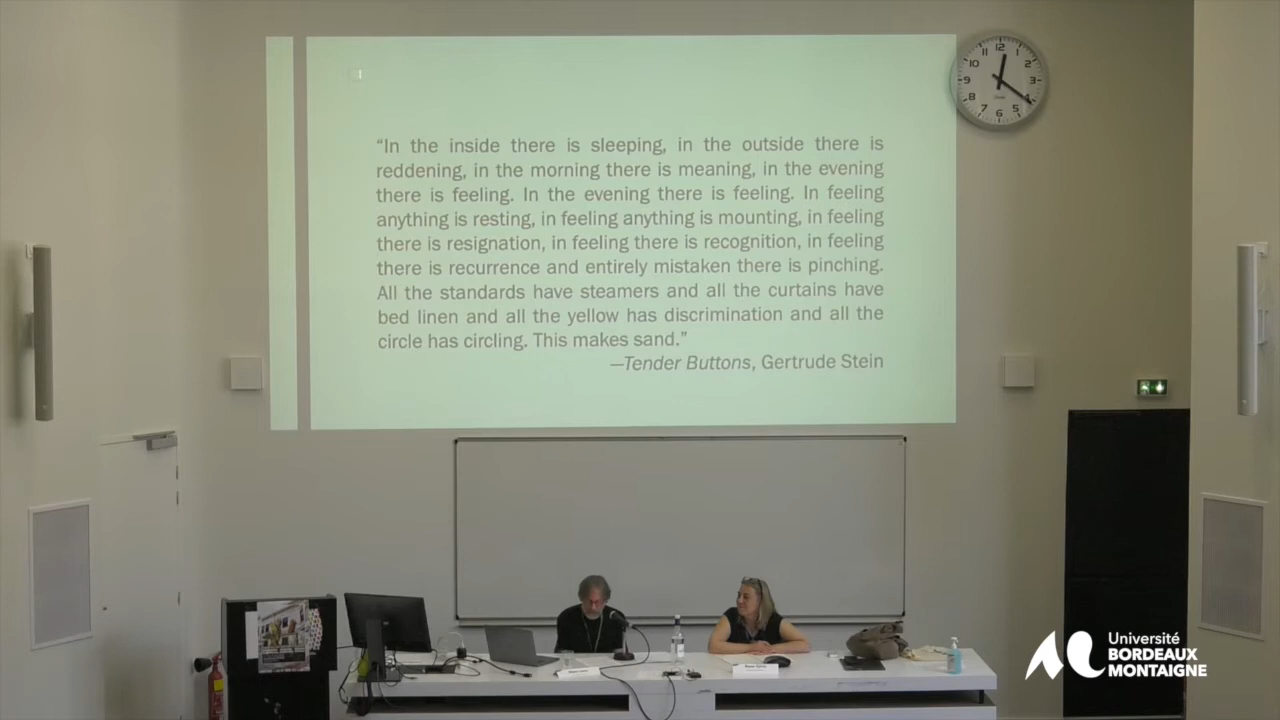 “In the inside there is sleeping, in the outside there is
reddening, in the morning there is meaning, in the evening
there is feeling. In the evening there is feeling. In feeling
anything is resting, in feeling anything is mounting, in feeling
there is resignation, in feeling there is recognition, in feeling
there is recurrence and entirely mistaken there is pinching.
All the standards have steamers and all the curtains have
bed linen and all the yellow has discrimination and all the
circle has circling. This makes sand.”
—Tender Buttons, Gertrude Stein
12
1
2
3
4
5
6
7
8
9
10
11
Université
BORDEAUX
MONTAIGNE